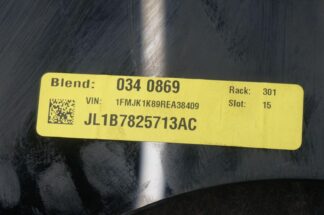 Blend: 034 0869 Rack: 301
VIN: 1FMJK1K89REA38409 Slot: 15
JL1B7825713AC